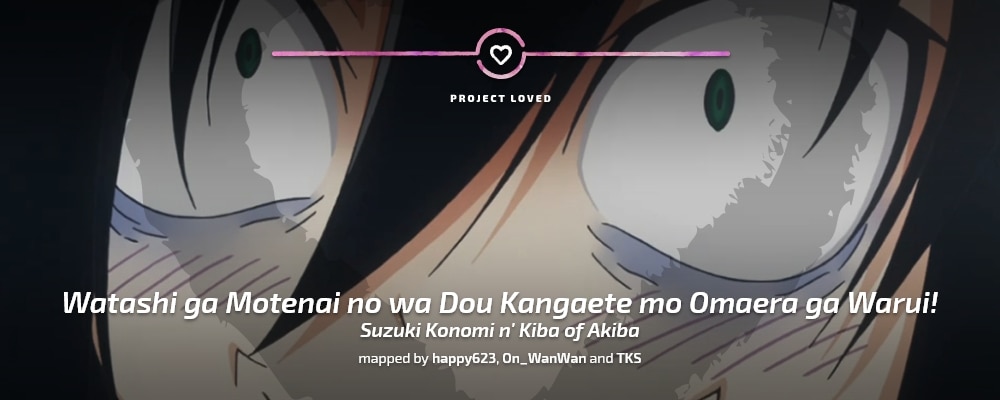 PROJECT LOVED
Watashi ga Motenai no wa Dou Kangaete mo Omaera ga Warui!
Suzuki Konomi n' Kiba of Akiba
mapped by happy623, On_WanWan and TKS